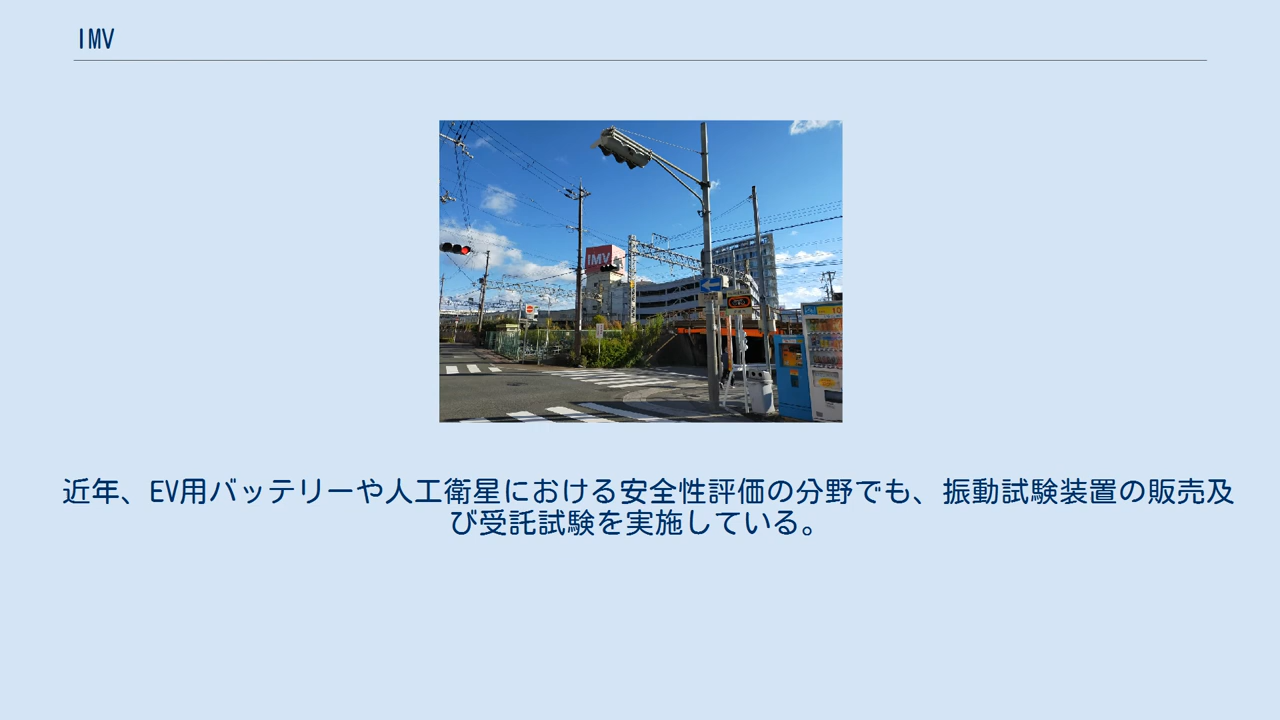 IMV
IMV
近年、EV用バッテリーや人工衛星における安全性評価の分野でも、振動試験装置の販売及
び受託試験を実施している。